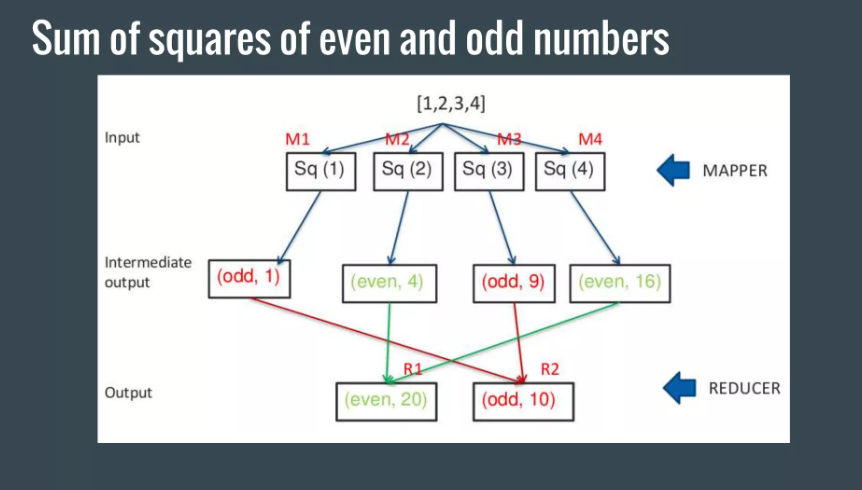 Sum of squares of even and odd numbers
[1,2,3,4]
Input
M1
M2
M3
M4
Sq (1)
Sq (2)
Sq (3)
Sq (4)
MAPPER
Intermediate
output
(odd, 1)
(even, 4)
(odd, 9)
(even, 16)
R1
R2
Output
(even, 20)
(odd, 10)
REDUCER